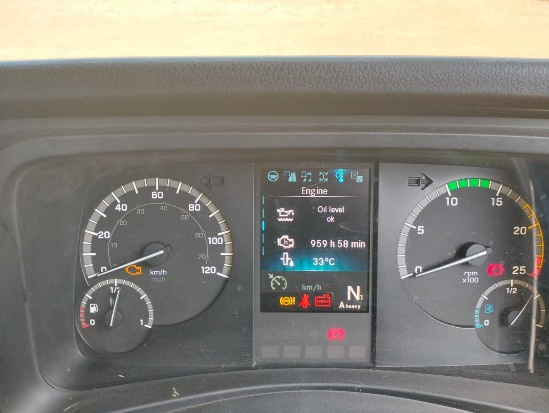 Engine
Oil level
ok
959 h 58 min
33°C
km/h
N
A heavy
0
20
40
60
80
100
120
km/h
mph
0
1/2
1
0
5
10
15
25
rpm
x100
0
1/2